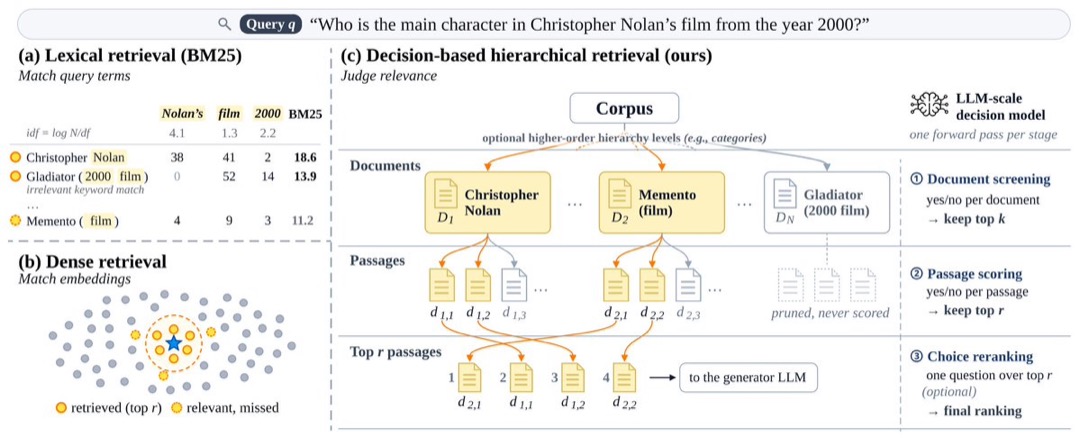 Query q "Who is the main character in Christopher Nolan's film from the year 2000?"
(a) Lexical retrieval (BM25)
Match query terms
Nolan's film 2000 BM25
idf = log N/df 4.1 1.3 2.2
Christopher Nolan 38 41 2 18.6
Gladiator ( 2000 film ) 0 52 14 13.9
irrelevant keyword match
...
Memento ( film ) 4 9 3 11.2
(b) Dense retrieval
Match embeddings
retrieved (top r) relevant, missed
(c) Decision-based hierarchical retrieval (ours)
Judge relevance
Corpus
optional higher-order hierarchy levels (e.g., categories)
Documents
D1
Christopher
Nolan
...
D2
Memento
(film)
...
DN
Gladiator
(2000 film)
Passages
d1,1 d1,2 d1,3 ...
d2,1 d2,2 d2,3 ...
pruned, never scored
Top r passages
1 2 3 4
d2,1 d1,1 d1,2 d2,2
to the generator LLM
LLM-scale
decision model
one forward pass per stage
① Document screening
yes/no per document
→ keep top k
② Passage scoring
yes/no per passage
→ keep top r
③ Choice reranking
one question over top r
(optional)
→ final ranking